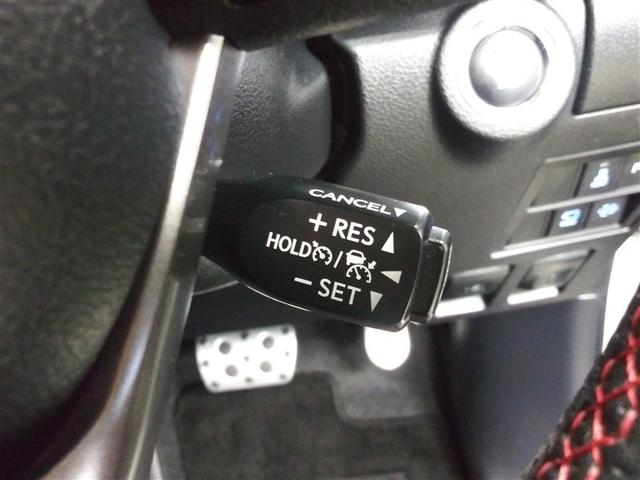 CANCEL▼
+ RES ▲
HOLD / ◀
− SET ▼